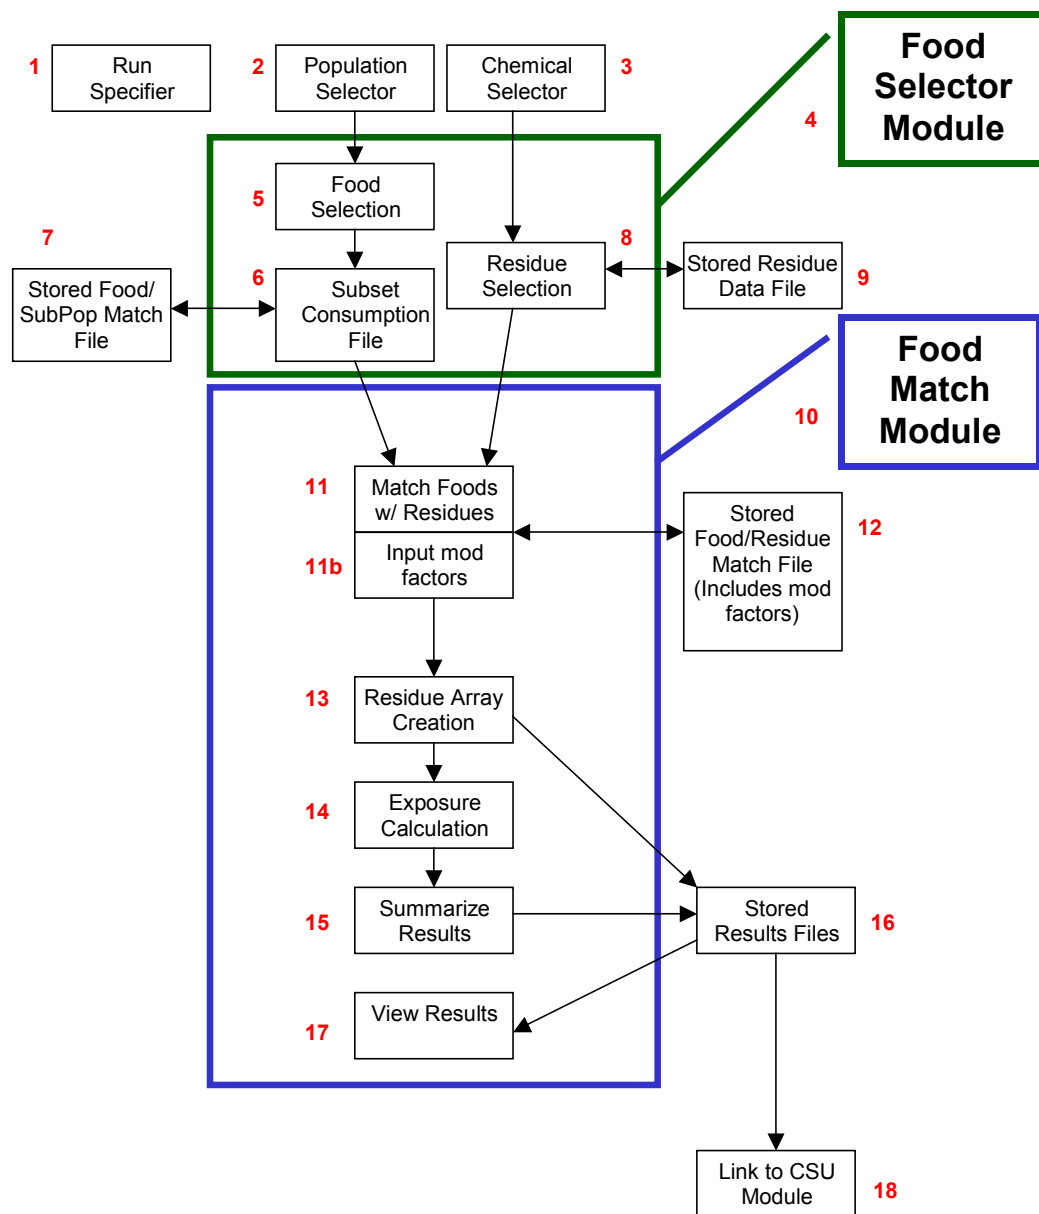 1
Run
Specifier
2
Population
Selector
Chemical
Selector
3
Food
Selector
Module
4
5
Food
Selection
7
Stored Food/
SubPop Match
File
6
Subset
Consumption
File
Residue
Selection
8
Stored Residue
Data File
9
Food
Match
Module
10
11
Match Foods
w/ Residues
11b
Input mod
factors
Stored
Food/Residue
Match File
(Includes mod
factors)
12
13
Residue Array
Creation
14
Exposure
Calculation
15
Summarize
Results
Stored
Results Files
16
17
View Results
Link to CSU
Module
18